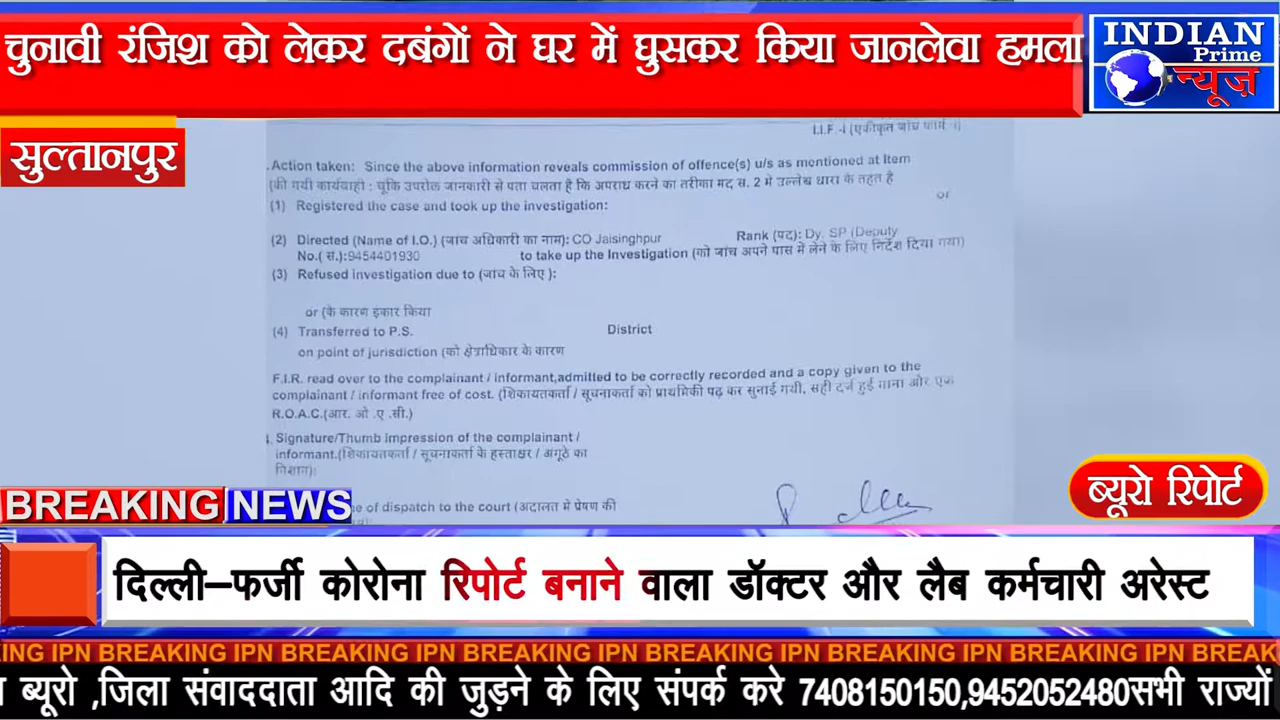 चुनावी रंजिश को लेकर दबंगों ने घर में घुसकर किया जानलेवा हमला
INDIAN
Prime
न्यूज़
सुल्तानपुर
I.I.F.-I (एकीकृत जांच फार्म -I)
Action taken: Since the above information reveals commission of offence(s) u/s as mentioned at Item
(की गयी कार्यवाही : चूंकि उपरोक्त जानकारी से पता चलता है कि अपराध करने का तरीका मद स. 2 मे उल्लेख धारा के तहत है
or
(1) Registered the case and took up the investigation:
(2) Directed (Name of I.O.) (जांच अधिकारी का नाम): CO Jaisinghpur Rank (पद): Dy. SP (Deputy
No.( स.):9454401930 to take up the Investigation (को जांच अपने पास में लेने के लिए निर्देश दिया गया)
(3) Refused investigation due to (जांच के लिए ):
or (के कारण इंकार किया
(4) Transferred to P.S. District
on point of jurisdiction (को क्षेत्राधिकार के कारण
F.I.R. read over to the complainant / informant,admitted to be correctly recorded and a copy given to the
complainant / informant free of cost. (शिकायतकर्ता / सूचनाकर्ता को प्राथमिकी पढ़ कर सुनाई गयी, सही दर्ज हुई माना और एक
R.O.A.C.(आर. ओ .ए .सी.)
Signature/Thumb Impression of the complainant /
informant.(शिकायतकर्ता / सूचनाकर्ता के हस्ताक्षर / अंगूठे का
निशान):
ब्यूरो रिपोर्ट
BREAKING NEWS
e of dispatch to the court (अदालत में प्रेषण की
दिल्ली–फर्जी कोरोना रिपोर्ट बनाने वाला डॉक्टर और लैब कर्मचारी अरेस्ट
ING IPN BREAKING IPN BREAKING IPN BREAKING IPN BREAKING IPN BREAKING IPN BREAKING IPN BREAK
ब्यूरो ,जिला संवाददाता आदि की जुड़ने के लिए संपर्क करे 7408150150,9452052480सभी राज्यों